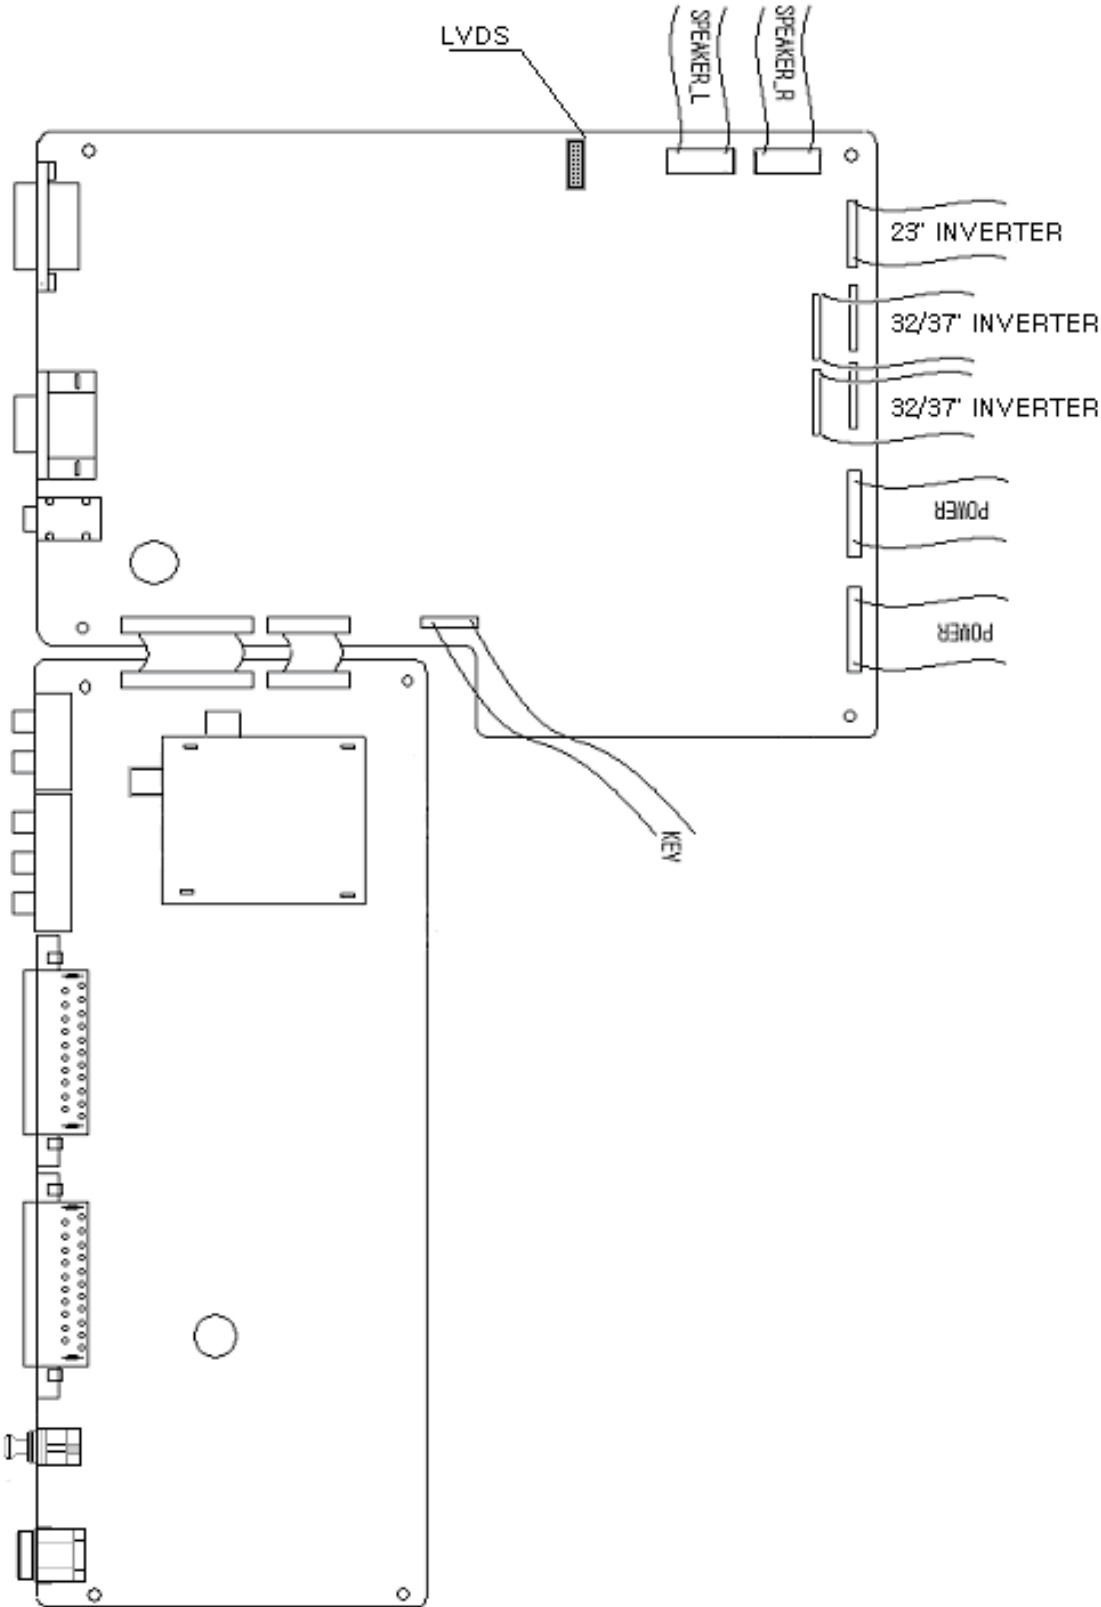 LVDS
SPEAKER_L
SPEAKER_R
23" INVERTER
32/37" INVERTER
32/37" INVERTER
POWER
POWER
KEY